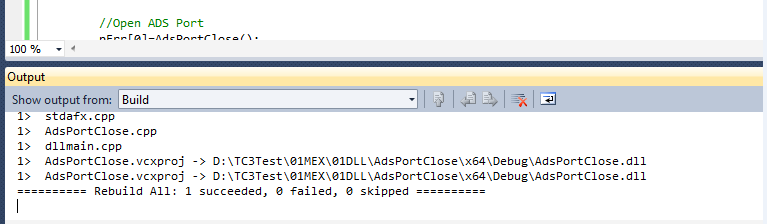 //Open ADS Port
nErr[0]=AdsPortClose();
100 %
Output
Show output from: Build
1>  stdafx.cpp
1>  AdsPortClose.cpp
1>  dllmain.cpp
1>  AdsPortClose.vcxproj -> D:\TC3Test\01MEX\01DLL\AdsPortClose\x64\Debug\AdsPortClose.dll
1>  AdsPortClose.vcxproj -> D:\TC3Test\01MEX\01DLL\AdsPortClose\x64\Debug\AdsPortClose.dll
========== Rebuild All: 1 succeeded, 0 failed, 0 skipped ==========